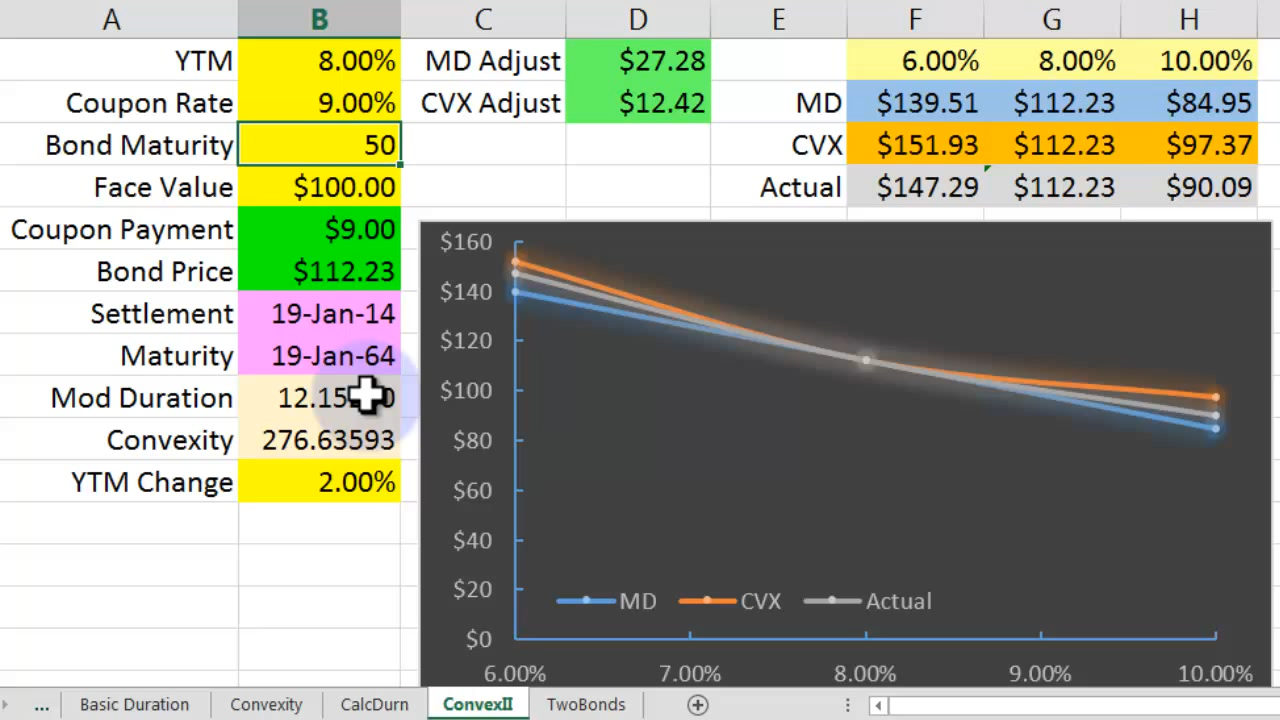 A B C D E F G H
YTM 8.00% MD Adjust $27.28 6.00% 8.00% 10.00%
Coupon Rate 9.00% CVX Adjust $12.42 MD $139.51 $112.23 $84.95
Bond Maturity 50 CVX $151.93 $112.23 $97.37
Face Value $100.00 Actual $147.29 $112.23 $90.09
Coupon Payment $9.00
Bond Price $112.23
Settlement 19-Jan-14
Maturity 19-Jan-64
Mod Duration
Convexity 276.63593
YTM Change 2.00%
$160
$140
$120
$100
$80
$60
$40
$20
$0
MD CVX Actual
6.00% 7.00% 8.00% 9.00% 10.00%
... Basic Duration Convexity CalcDurn ConvexII TwoBonds